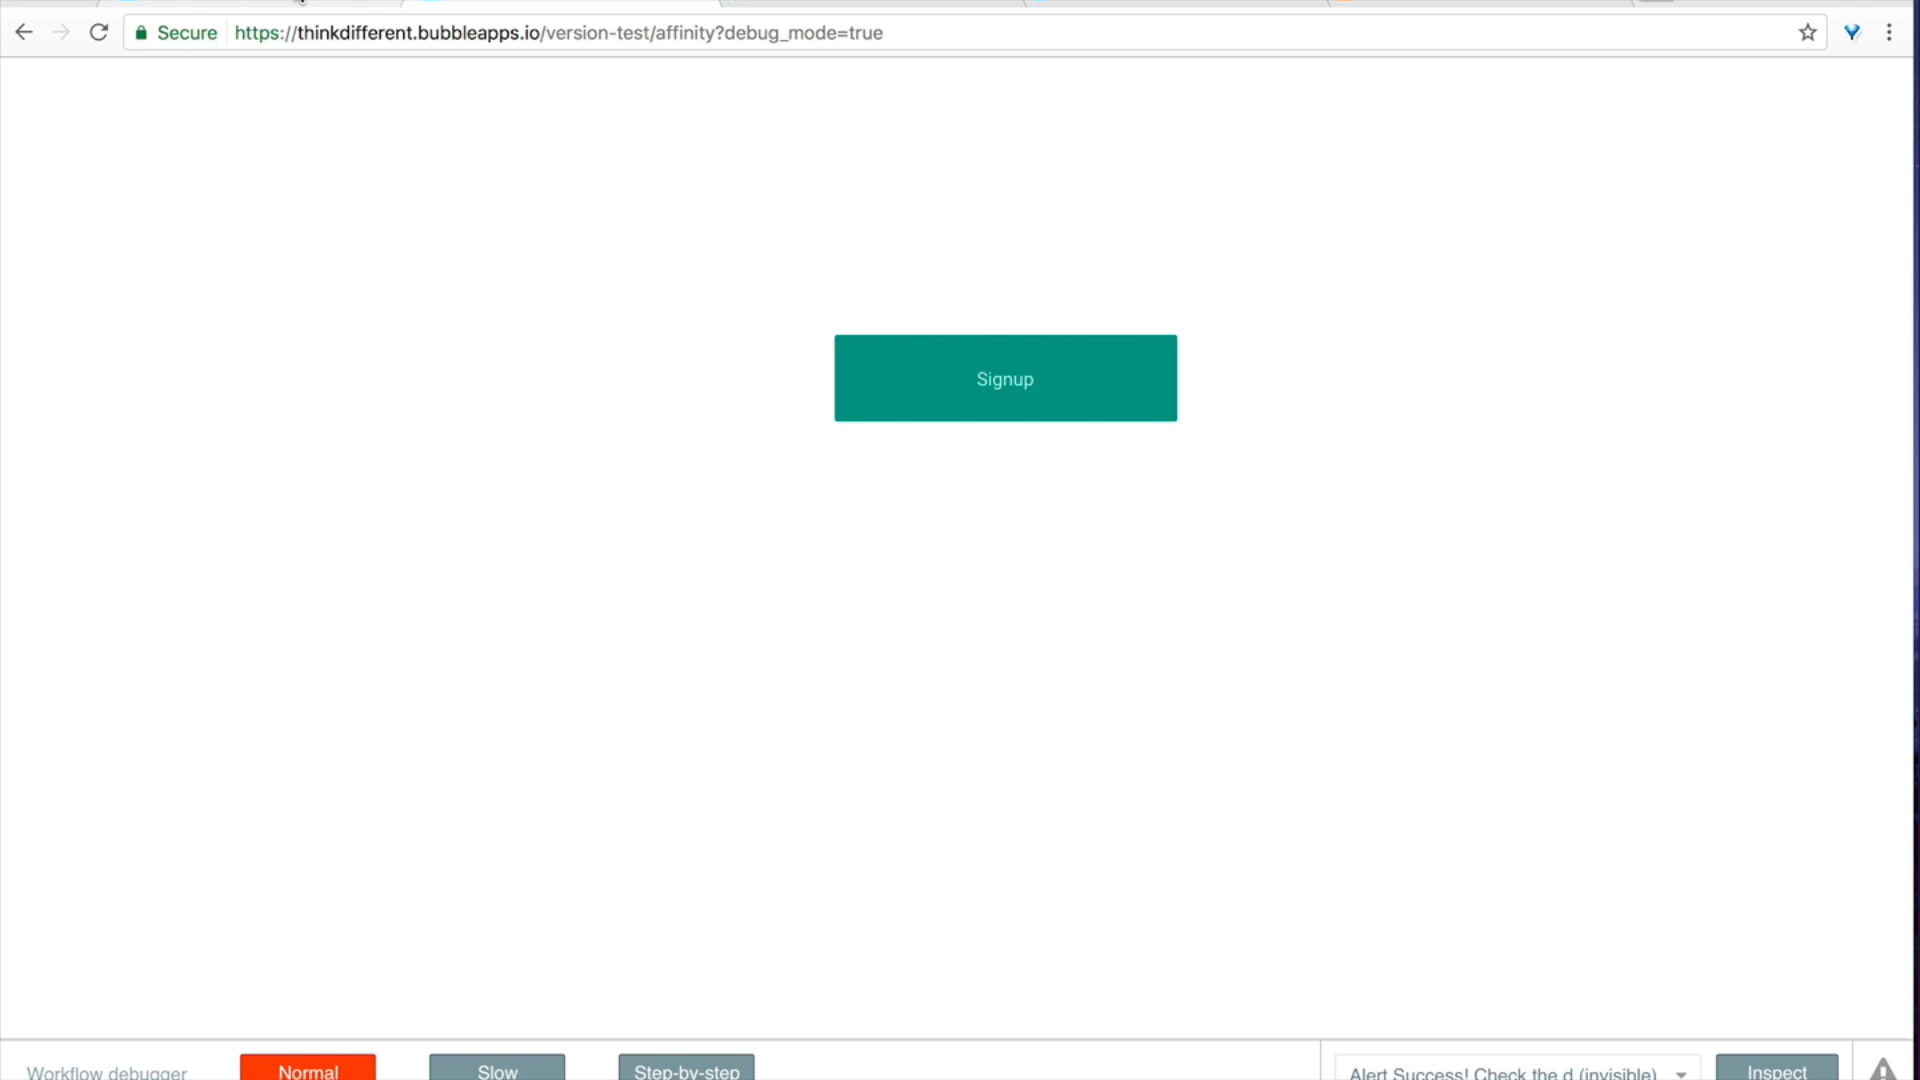 Secure https://thinkdifferent.bubbleapps.io/version-test/affinity?debug_mode=true
Signup
Workflow debugger Normal Slow Step-by-step Alert Success! Check the d (invisible) Inspect